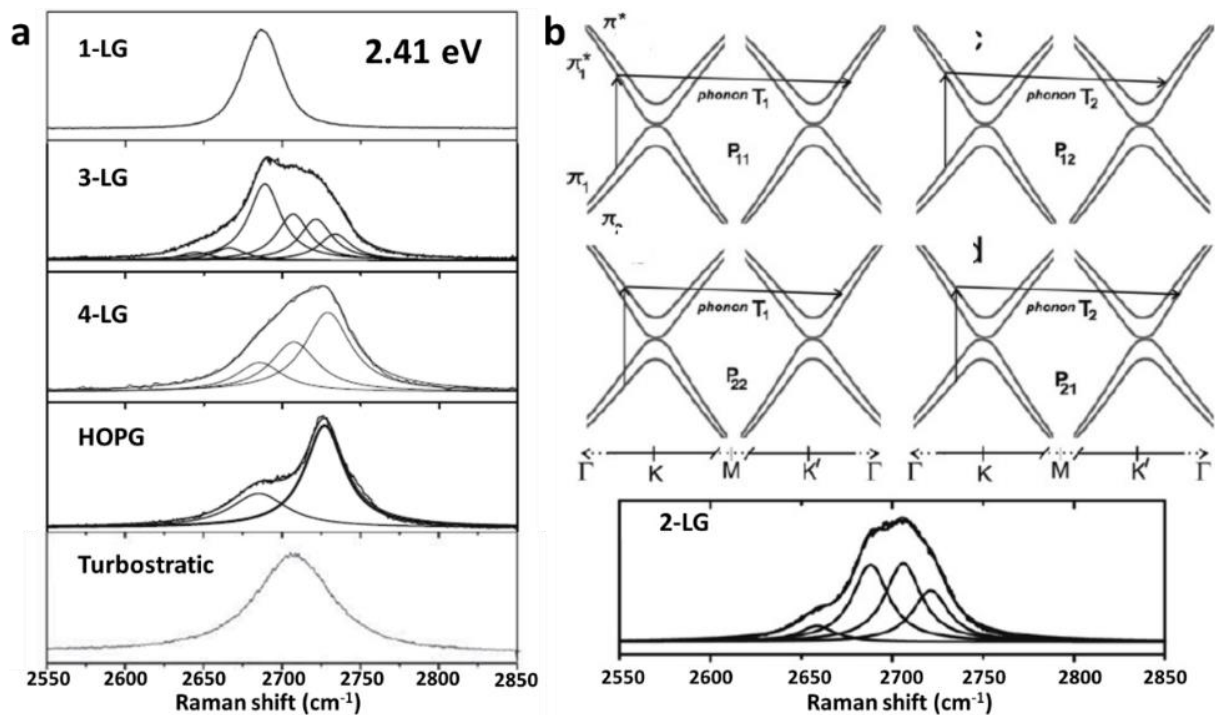 a
1-LG
2.41 eV
3-LG
4-LG
HOPG
Turbostratic
2550 2600 2650 2700 2750 2800 2850
Raman shift (cm⁻¹)
b
π*
π₁*
π₁
phonon T₁
P₁₁
phonon T₂
P₁₂
phonon T₁
P₂₂
d
phonon T₂
P₂₁
Γ K M K′ Γ
Γ K M K′ Γ
2-LG
2550 2600 2650 2700 2750 2800 2850
Raman shift (cm⁻¹)